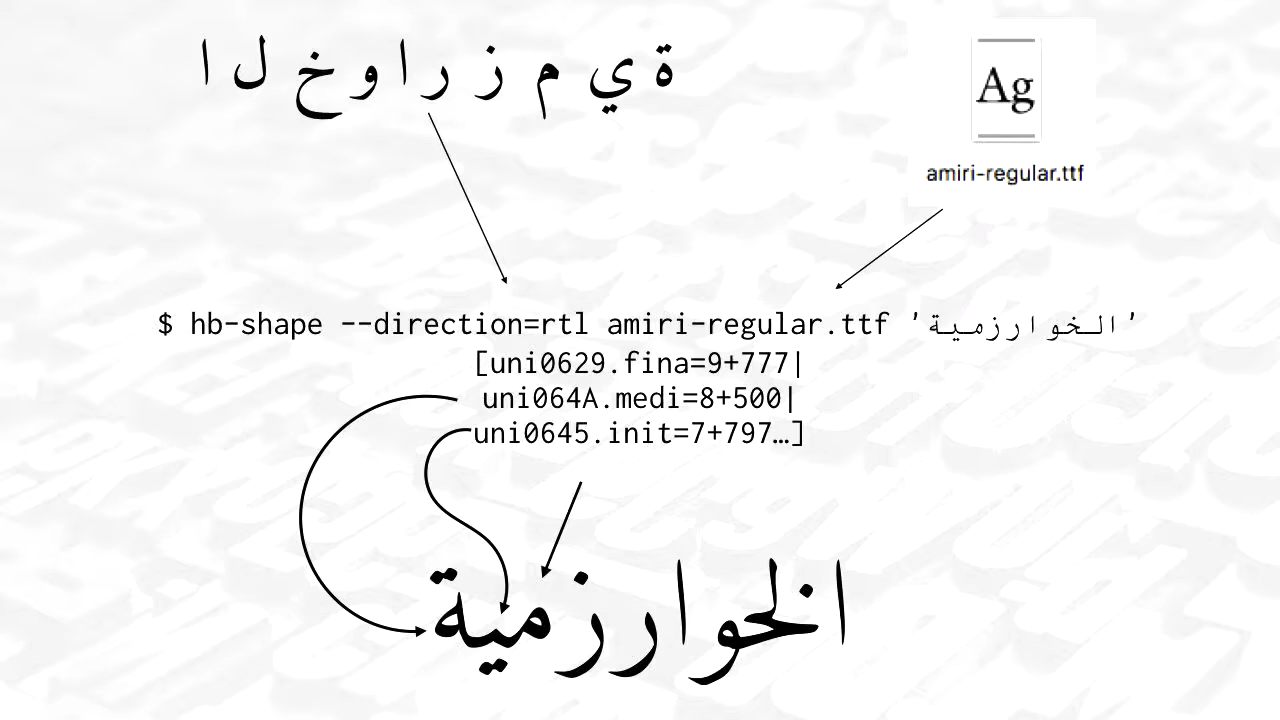 ا ل خ و ا ر ز م ي ة
Ag
amiri-regular.ttf
$ hb-shape --direction=rtl amiri-regular.ttf 'الخوارزمية'
[uni0629.fina=9+777|
uni064A.medi=8+500|
uni0645.init=7+797…]
الخوارزمية